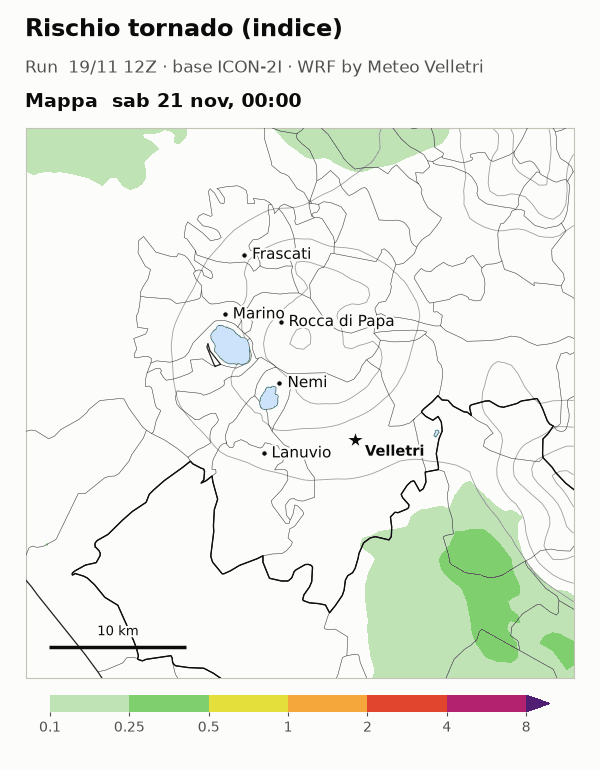 Rischio tornado (indice)
Run  19/11 12Z · base ICON-2I · WRF by Meteo Velletri
Mappa  sab 21 nov, 00:00
Frascati
Marino
Rocca di Papa
Nemi
Velletri
Lanuvio
10 km
0.1 0.25 0.5 1 2 4 8